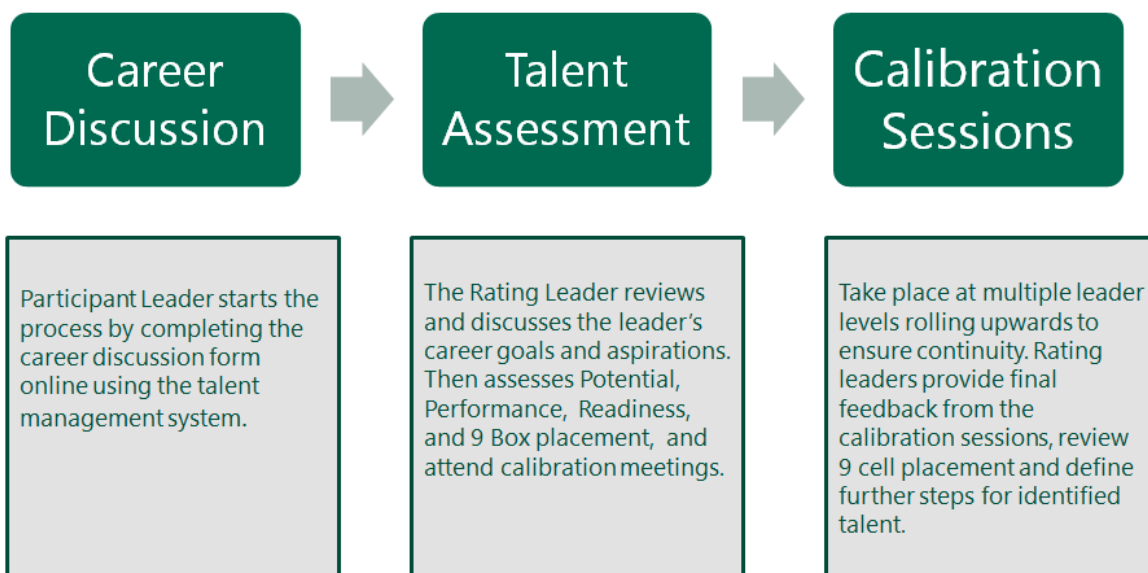 Career
Discussion
Talent
Assessment
Calibration
Sessions
Participant Leader starts the
process by completing the
career discussion form
online using the talent
management system.
The Rating Leader reviews
and discusses the leader's
career goals and aspirations.
Then assesses Potential,
Performance, Readiness,
and 9 Box placement, and
attend calibration meetings.
Take place at multiple leader
levels rolling upwards to
ensure continuity. Rating
leaders provide final
feedback from the
calibration sessions, review
9 cell placement and define
further steps for identified
talent.